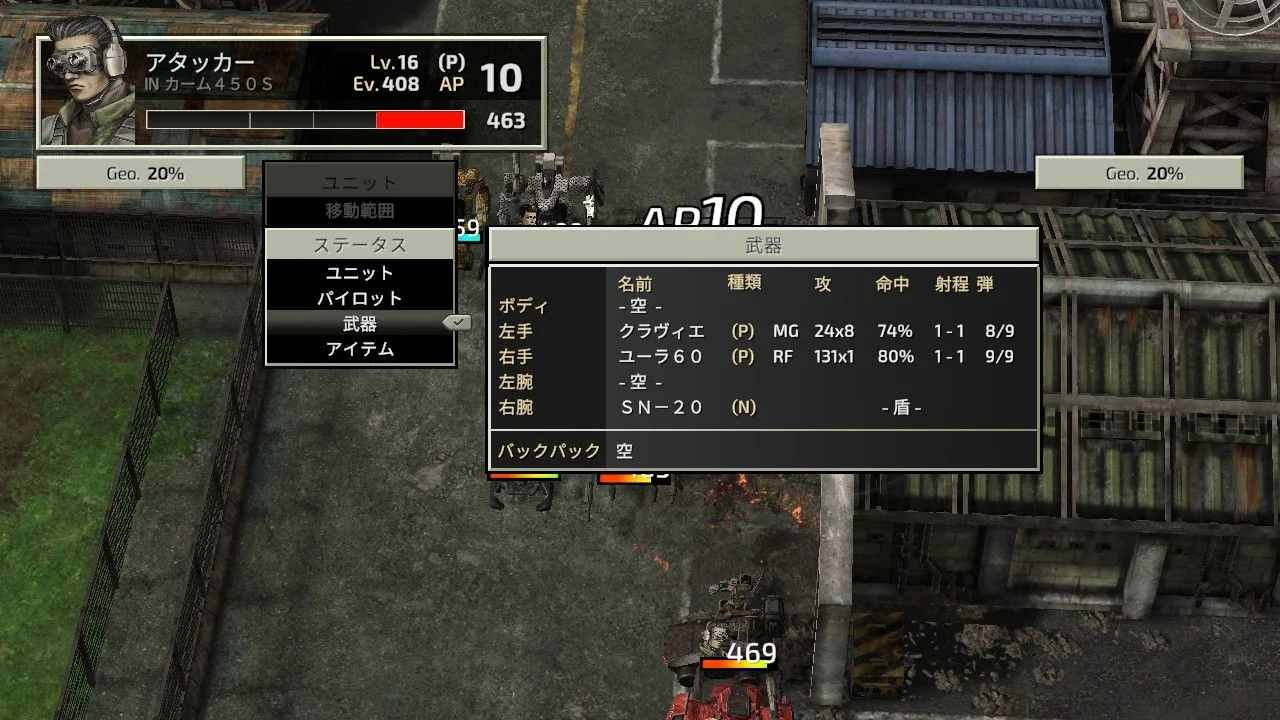 アタッカー Lv.16 (P)
IN カーム450S Ev.408 AP 10
463
Geo. 20%
Geo. 20%
ユニット
移動範囲
ステータス
ユニット
パイロット
武器
アイテム
59
AP10
武器
名前 種類 攻 命中 射程 弾
ボディ -空-
左手 クラヴィエ (P) MG 24x8 74% 1-1 8/9
右手 ユーラ60 (P) RF 131x1 80% 1-1 9/9
左腕 -空-
右腕 SN-20 (N) -盾-
バックパック 空
469